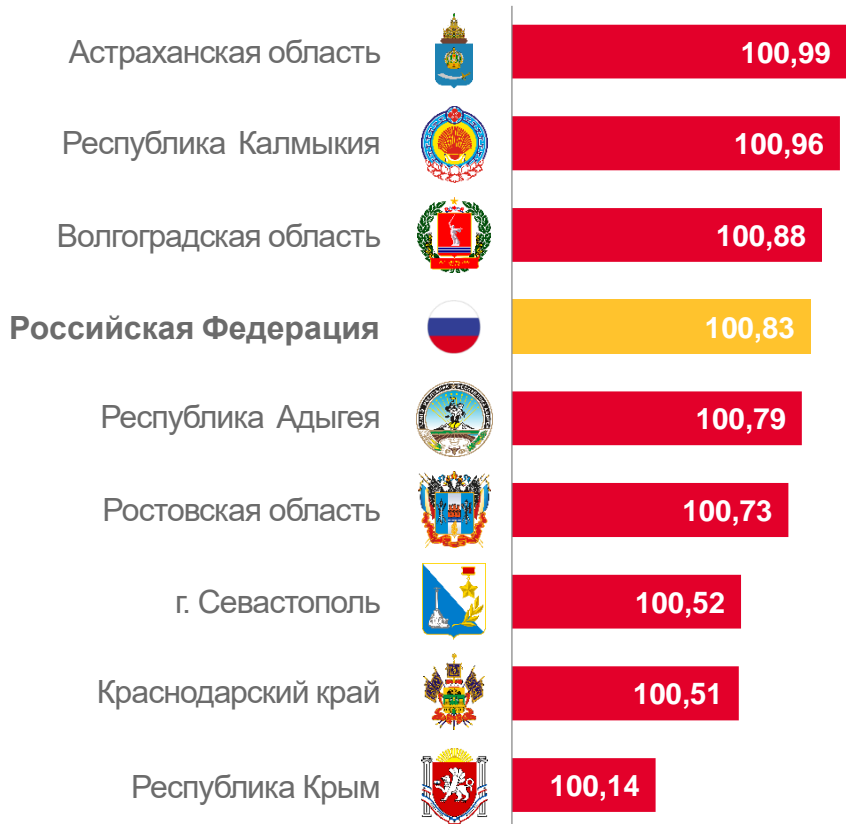 Астраханская область 100,99
Республика Калмыкия 100,96
Волгоградская область 100,88
Российская Федерация 100,83
Республика Адыгея 100,79
Ростовская область 100,73
г. Севастополь 100,52
Краснодарский край 100,51
Республика Крым 100,14